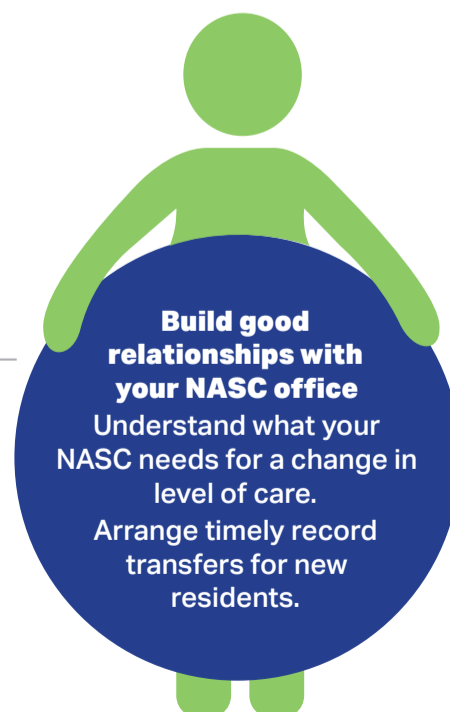 Build good
relationships with
your NASC office
Understand what your
NASC needs for a change in
level of care.
Arrange timely record
transfers for new
residents.